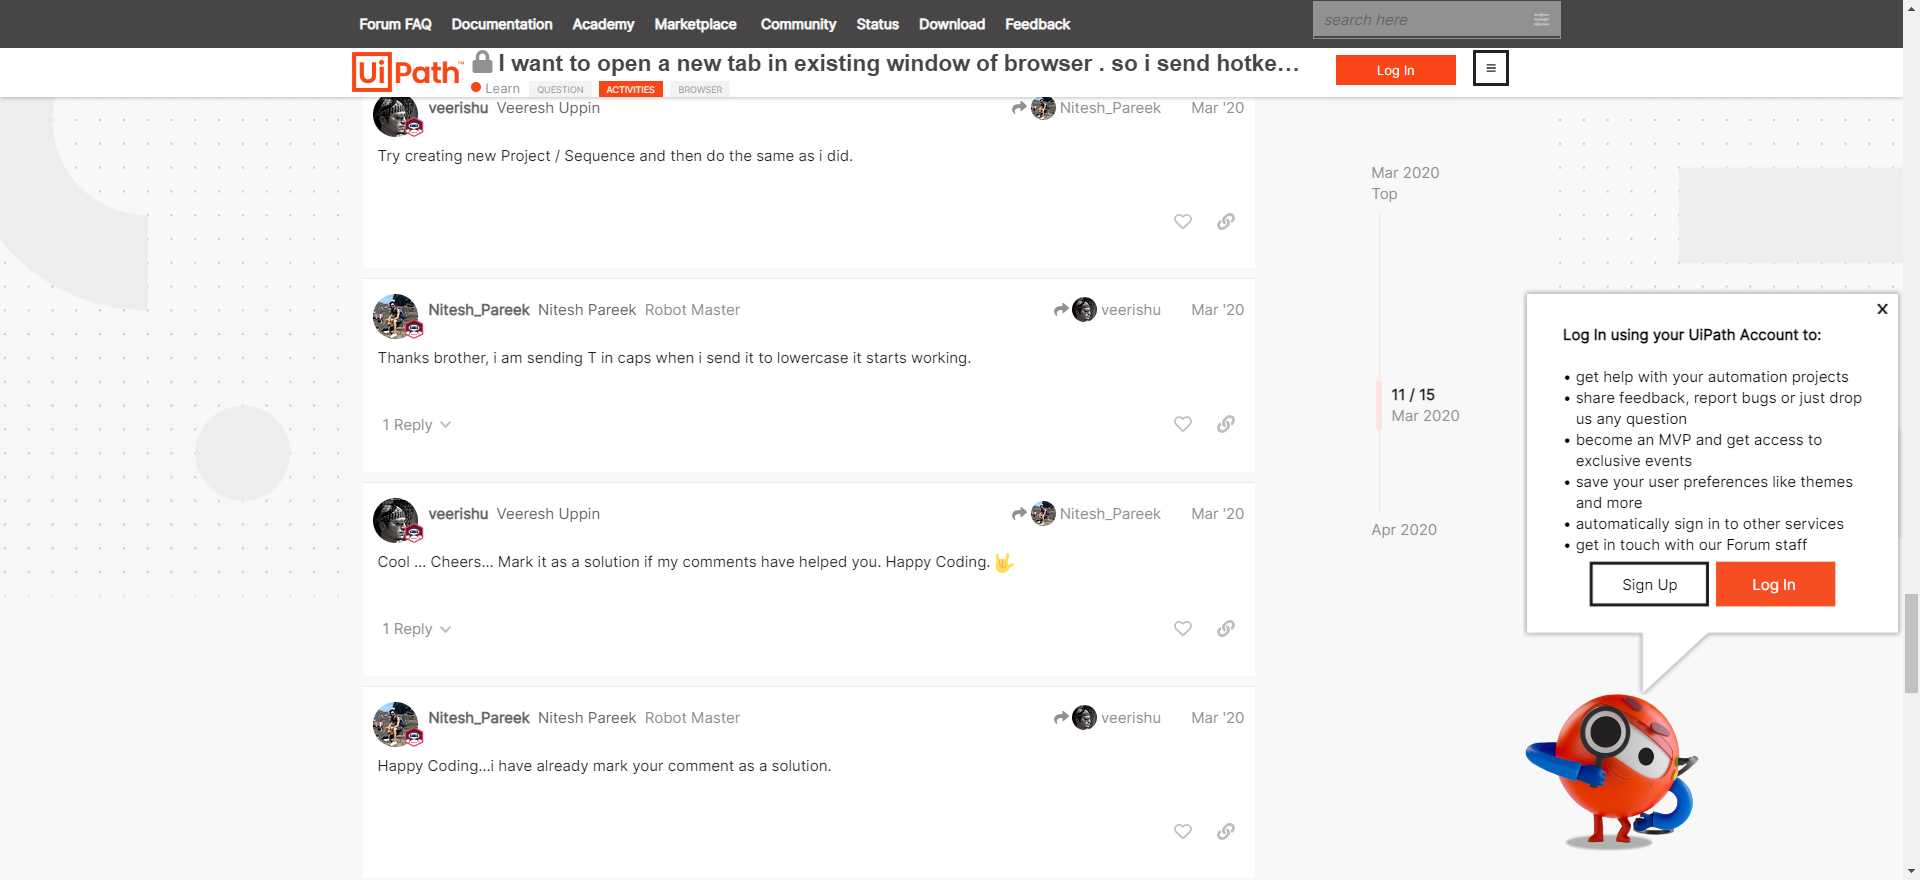 Forum FAQ Documentation Academy Marketplace Community Status Download Feedback
search here
UiPath™ I want to open a new tab in existing window of browser . so i send hotke...
Log In
Learn QUESTION ACTIVITIES BROWSER
veerishu Veeresh Uppin Nitesh_Pareek Mar '20
Try creating new Project / Sequence and then do the same as i did.
Nitesh_Pareek Nitesh Pareek Robot Master veerishu Mar '20
Thanks brother, i am sending T in caps when i send it to lowercase it starts working.
1 Reply
veerishu Veeresh Uppin Nitesh_Pareek Mar '20
Cool ... Cheers... Mark it as a solution if my comments have helped you. Happy Coding.
1 Reply
Nitesh_Pareek Nitesh Pareek Robot Master veerishu Mar '20
Happy Coding...i have already mark your comment as a solution.
Mar 2020
Top
11 / 15
Mar 2020
Apr 2020
X
Log In using your UiPath Account to:
• get help with your automation projects
• share feedback, report bugs or just drop
us any question
• become an MVP and get access to
exclusive events
• save your user preferences like themes
and more
• automatically sign in to other services
• get in touch with our Forum staff
Sign Up Log In